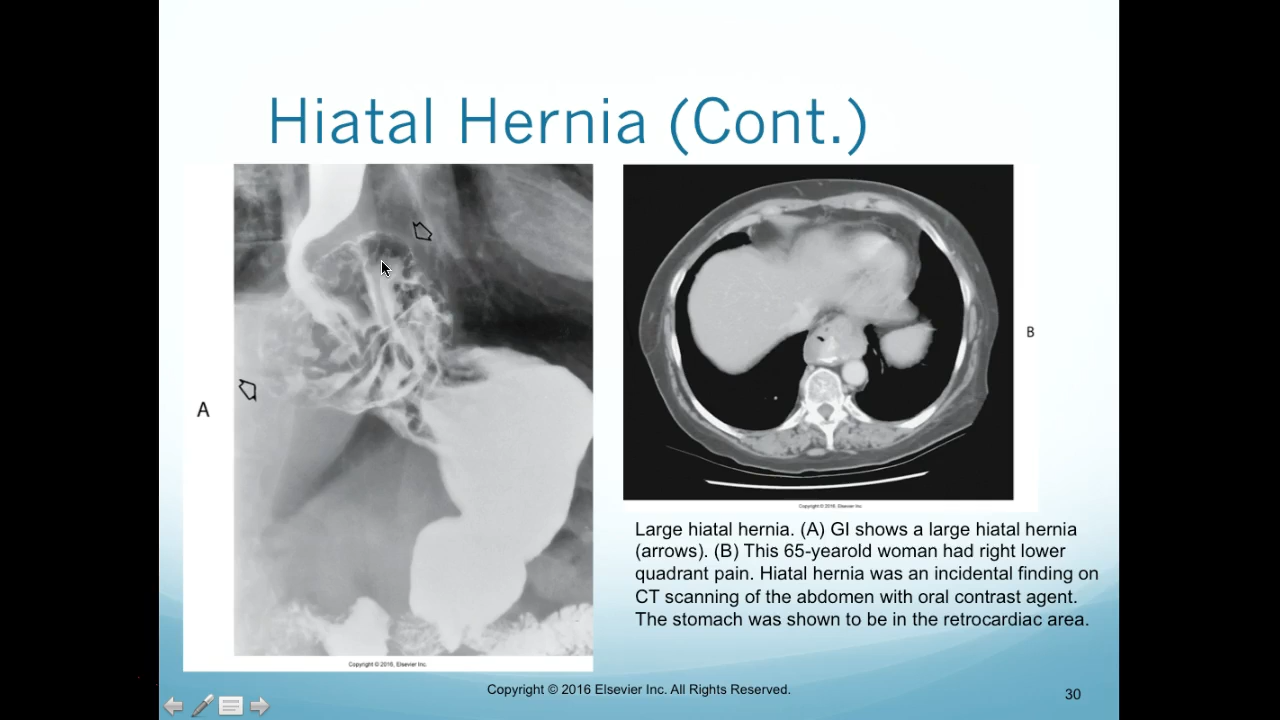 Hiatal Hernia (Cont.)
A
Copyright © 2016, Elsevier Inc.
B
Copyright © 2016, Elsevier Inc.
Large hiatal hernia. (A) GI shows a large hiatal hernia
(arrows). (B) This 65-yearold woman had right lower
quadrant pain. Hiatal hernia was an incidental finding on
CT scanning of the abdomen with oral contrast agent.
The stomach was shown to be in the retrocardiac area.
Copyright © 2016 Elsevier Inc. All Rights Reserved.
30